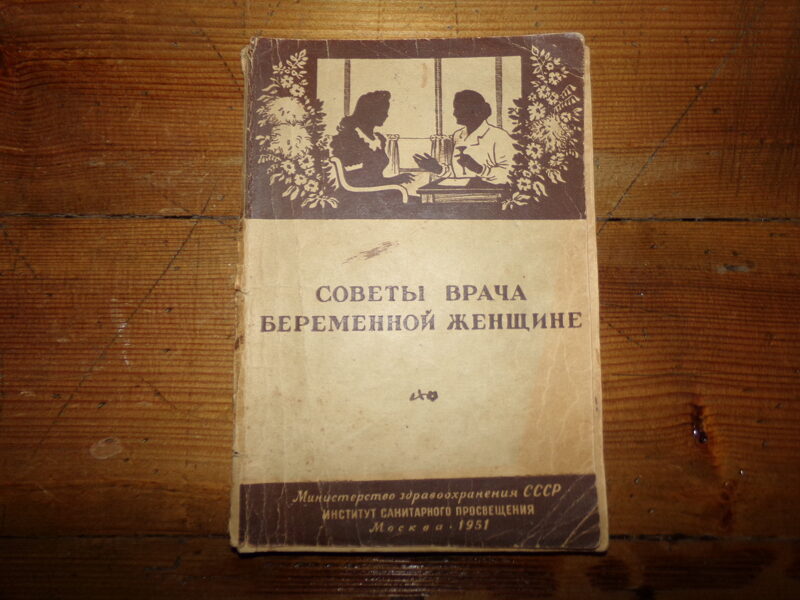 СОВЕТЫ ВРАЧА
БЕРЕМЕННОЙ ЖЕНЩИНЕ
Министерство здравоохранения СССР
ИНСТИТУТ САНИТАРНОГО ПРОСВЕЩЕНИЯ
Москва · 1951